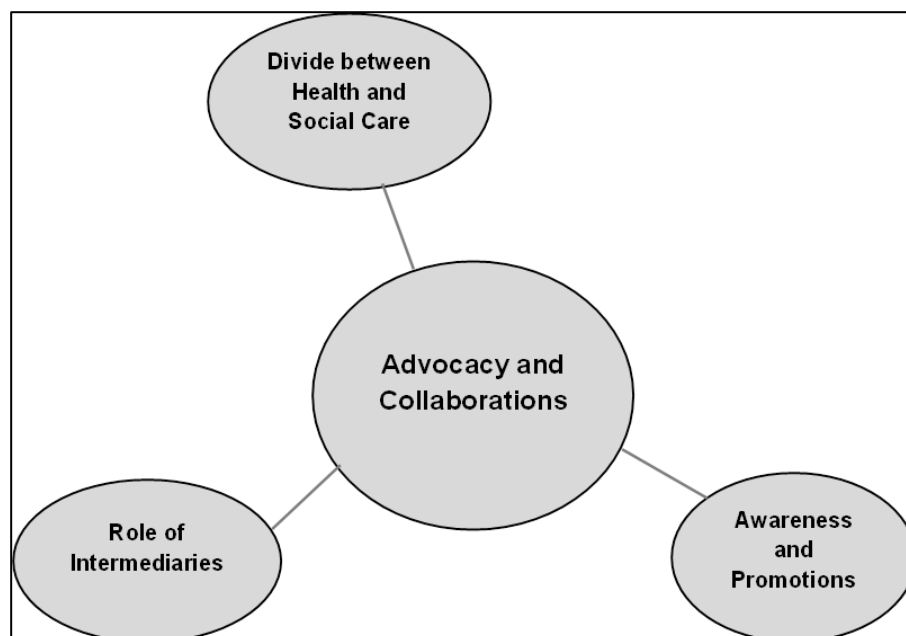 Divide between
Health and
Social Care
Advocacy and
Collaborations
Role of
Intermediaries
Awareness
and
Promotions